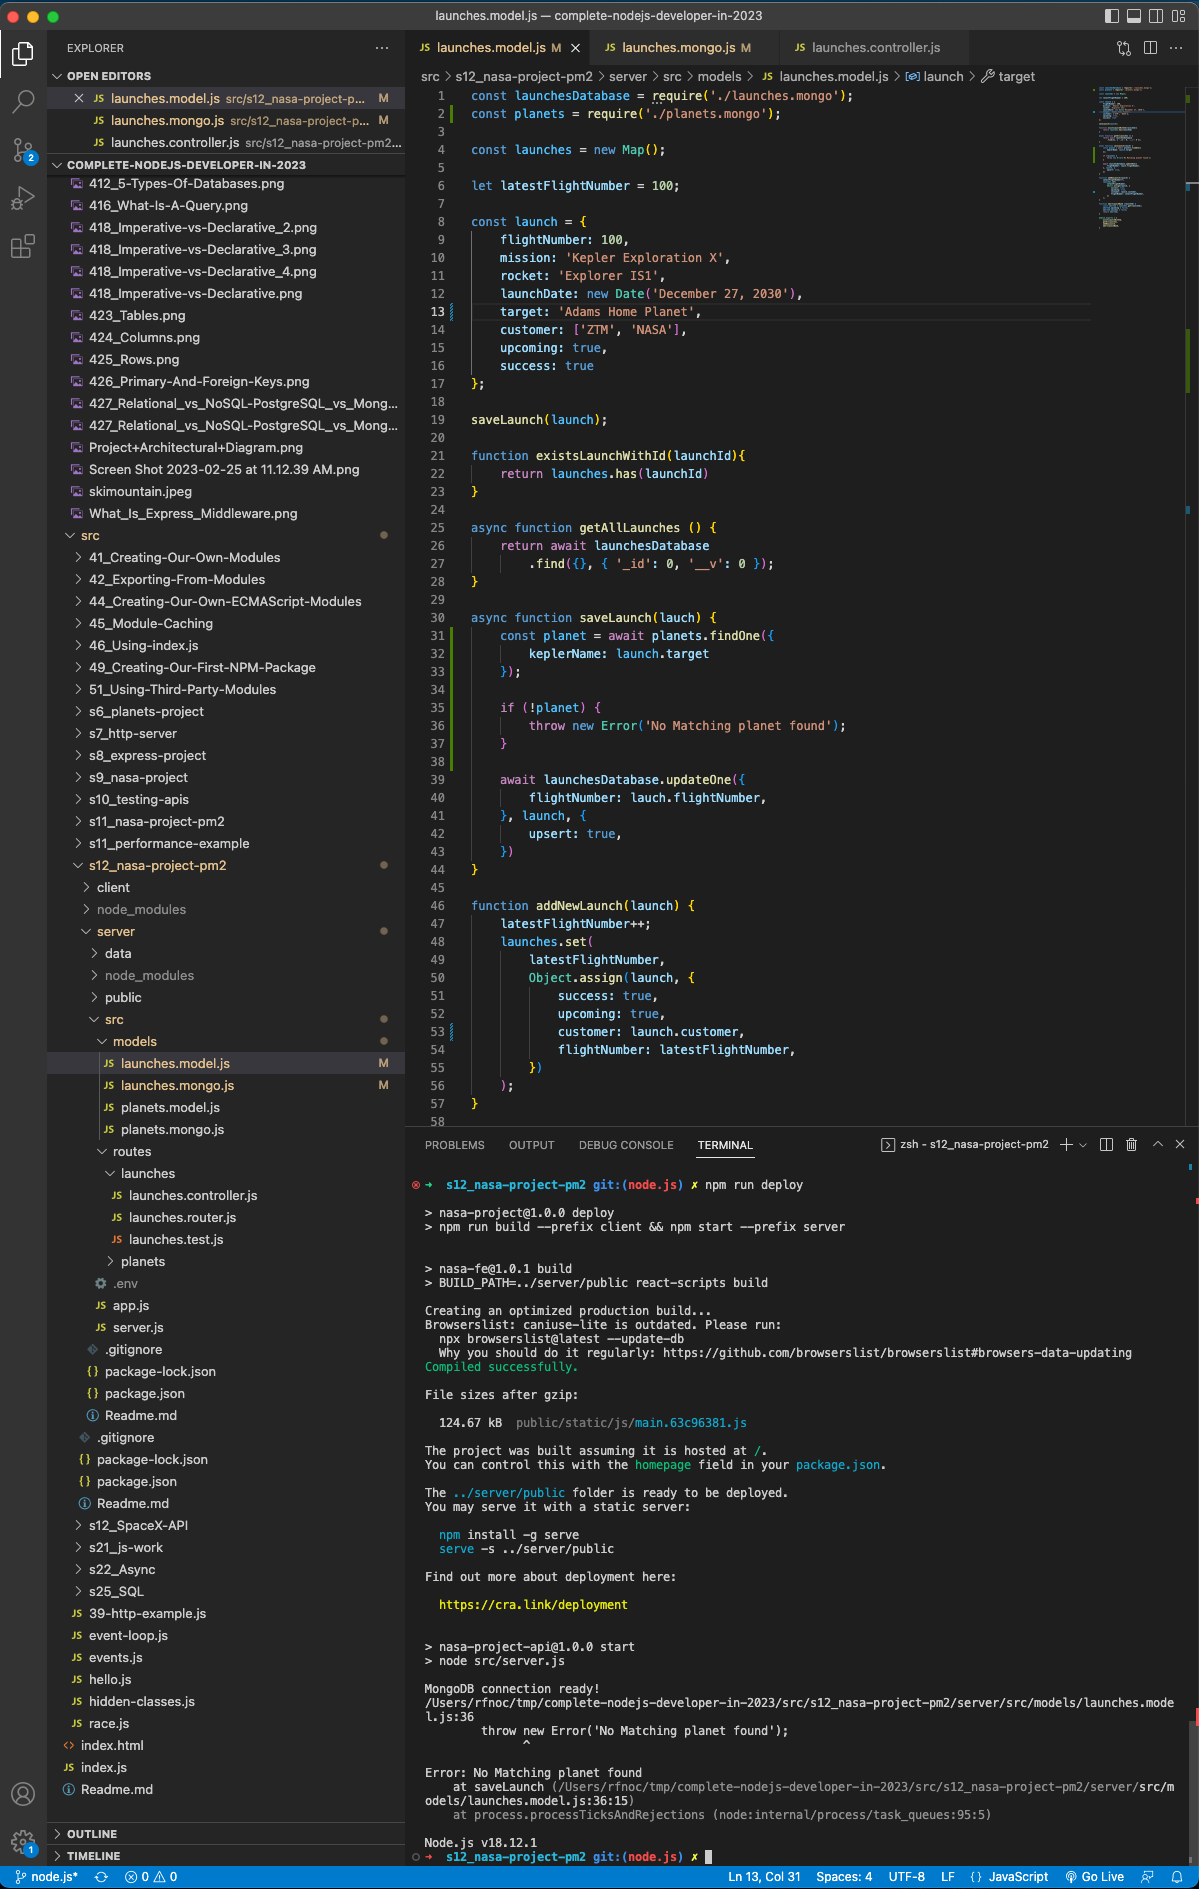 launches.model.js — complete-nodejs-developer-in-2023
EXPLORER
OPEN EDITORS
JS launches.model.js src/s12_nasa-project-p... M
JS launches.mongo.js src/s12_nasa-project-p... M
JS launches.controller.js src/s12_nasa-project-pm2...
COMPLETE-NODEJS-DEVELOPER-IN-2023
412_5-Types-Of-Databases.png
416_What-Is-A-Query.png
418_Imperative-vs-Declarative_2.png
418_Imperative-vs-Declarative_3.png
418_Imperative-vs-Declarative_4.png
418_Imperative-vs-Declarative.png
423_Tables.png
424_Columns.png
425_Rows.png
426_Primary-And-Foreign-Keys.png
427_Relational_vs_NoSQL-PostgreSQL_vs_Mong...
427_Relational_vs_NoSQL-PostgreSQL_vs_Mong...
Project+Architectural+Diagram.png
Screen Shot 2023-02-25 at 11.12.39 AM.png
skimountain.jpeg
What_Is_Express_Middleware.png
src
41_Creating-Our-Own-Modules
42_Exporting-From-Modules
44_Creating-Our-Own-ECMAScript-Modules
45_Module-Caching
46_Using-index.js
49_Creating-Our-First-NPM-Package
51_Using-Third-Party-Modules
s6_planets-project
s7_http-server
s8_express-project
s9_nasa-project
s10_testing-apis
s11_nasa-project-pm2
s11_performance-example
s12_nasa-project-pm2
client
node_modules
server
data
node_modules
public
src
models
JS launches.model.js M
JS launches.mongo.js M
JS planets.model.js
JS planets.mongo.js
routes
launches
JS launches.controller.js
JS launches.router.js
JS launches.test.js
planets
.env
JS app.js
JS server.js
.gitignore
{} package-lock.json
{} package.json
Readme.md
.gitignore
{} package-lock.json
{} package.json
Readme.md
s12_SpaceX-API
s21_js-work
s22_Async
s25_SQL
JS 39-http-example.js
JS event-loop.js
JS events.js
JS hello.js
JS hidden-classes.js
JS race.js
<> index.html
JS index.js
Readme.md
OUTLINE
TIMELINE
2
1
JS launches.model.js M
JS launches.mongo.js M
JS launches.controller.js
src > s12_nasa-project-pm2 > server > src > models > JS launches.model.js > launch > target
1 const launchesDatabase = require('./launches.mongo');
2 const planets = require('./planets.mongo');
3
4 const launches = new Map();
5
6 let latestFlightNumber = 100;
7
8 const launch = {
9 flightNumber: 100,
10 mission: 'Kepler Exploration X',
11 rocket: 'Explorer IS1',
12 launchDate: new Date('December 27, 2030'),
13 target: 'Adams Home Planet',
14 customer: ['ZTM', 'NASA'],
15 upcoming: true,
16 success: true
17 };
18
19 saveLaunch(launch);
20
21 function existsLaunchWithId(launchId){
22 return launches.has(launchId)
23 }
24
25 async function getAllLaunches () {
26 return await launchesDatabase
27 .find({}, { '_id': 0, '__v': 0 });
28 }
29
30 async function saveLaunch(lauch) {
31 const planet = await planets.findOne({
32 keplerName: launch.target
33 });
34
35 if (!planet) {
36 throw new Error('No Matching planet found');
37 }
38
39 await launchesDatabase.updateOne({
40 flightNumber: lauch.flightNumber,
41 }, launch, {
42 upsert: true,
43 })
44 }
45
46 function addNewLaunch(launch) {
47 latestFlightNumber++;
48 launches.set(
49 latestFlightNumber,
50 Object.assign(launch, {
51 success: true,
52 upcoming: true,
53 customer: launch.customer,
54 flightNumber: latestFlightNumber,
55 })
56 );
57 }
58
PROBLEMS OUTPUT DEBUG CONSOLE TERMINAL zsh - s12_nasa-project-pm2
→ s12_nasa-project-pm2 git:(node.js) ✗ npm run deploy
> nasa-project@1.0.0 deploy
> npm run build --prefix client && npm start --prefix server
> nasa-fe@1.0.1 build
> BUILD_PATH=../server/public react-scripts build
Creating an optimized production build...
Browserslist: caniuse-lite is outdated. Please run:
npx browserslist@latest --update-db
Why you should do it regularly: https://github.com/browserslist/browserslist#browsers-data-updating
Compiled successfully.
File sizes after gzip:
124.67 kB public/static/js/main.63c96381.js
The project was built assuming it is hosted at /.
You can control this with the homepage field in your package.json.
The ../server/public folder is ready to be deployed.
You may serve it with a static server:
npm install -g serve
serve -s ../server/public
Find out more about deployment here:
https://cra.link/deployment
> nasa-project-api@1.0.0 start
> node src/server.js
MongoDB connection ready!
/Users/rfnoc/tmp/complete-nodejs-developer-in-2023/src/s12_nasa-project-pm2/server/src/models/launches.mode
l.js:36
throw new Error('No Matching planet found');
^
Error: No Matching planet found
at saveLaunch (/Users/rfnoc/tmp/complete-nodejs-developer-in-2023/src/s12_nasa-project-pm2/server/src/m
odels/launches.model.js:36:15)
at process.processTicksAndRejections (node:internal/process/task_queues:95:5)
Node.js v18.12.1
→ s12_nasa-project-pm2 git:(node.js) ✗
node.js* 0 0 Ln 13, Col 31 Spaces: 4 UTF-8 LF {} JavaScript Go Live